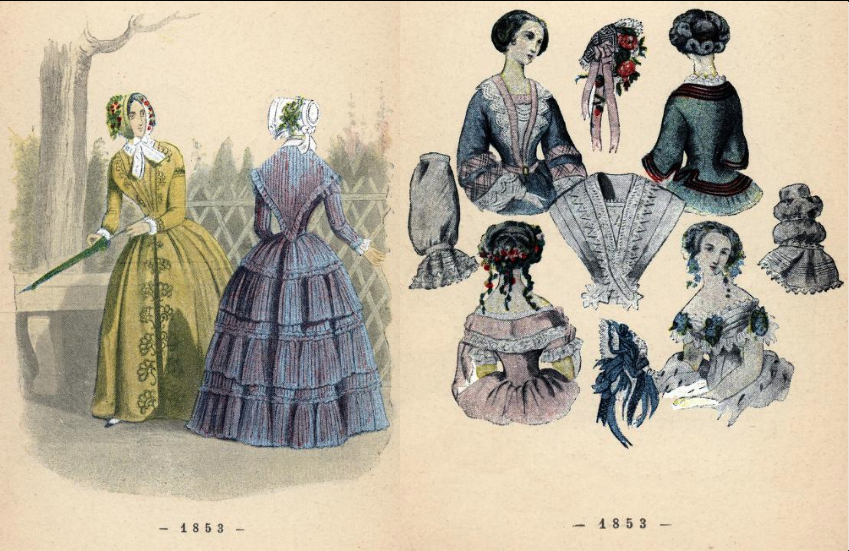 — 1853 —
— 1853 —